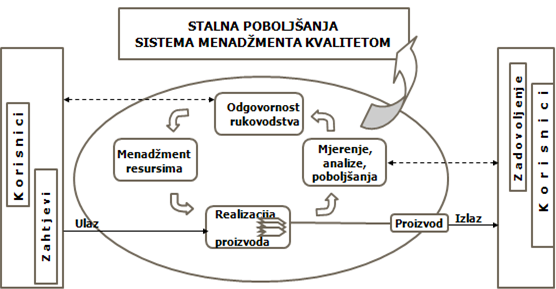 STALNA POBOLJŠANJA
SISTEMA MENADŽMENTA KVALITETOM
Korisnici
Zahtjevi
Odgovornost
rukovodstva
Menadžment
resursima
Mjerenje,
analize,
poboljšanja
Realizacija
proizvoda
Ulaz
Proizvod
Izlaz
Zadovoljenje
Korisnici